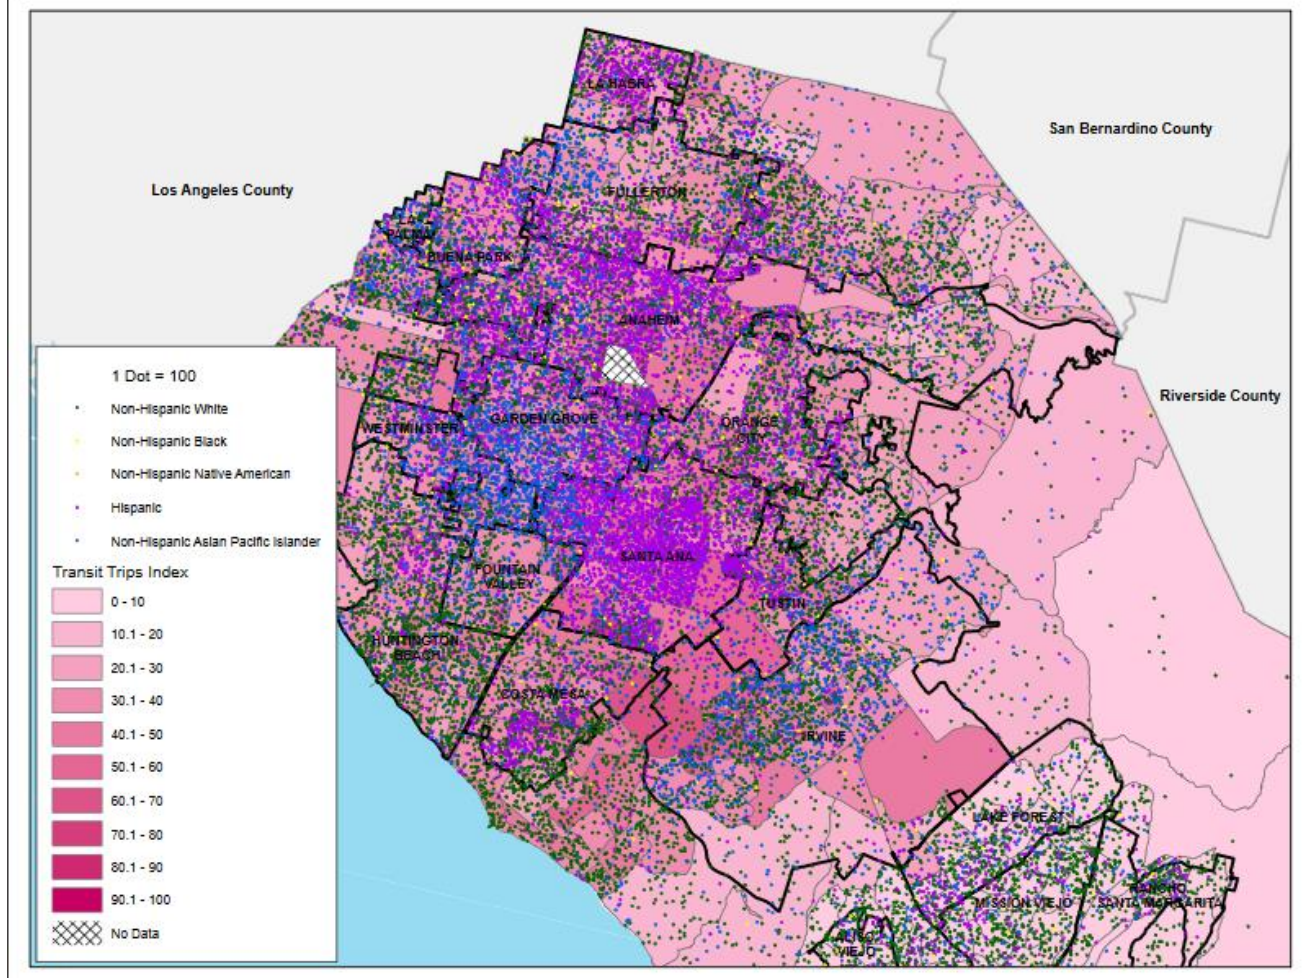 San Bernardino County
Los Angeles County
Riverside County
LA HABRA
FULLERTON
LA
PALMA
BUENA PARK
ANAHEIM
GARDEN GROVE
WESTMINSTER
ORANGE
CITY
SANTA ANA
FOUNTAIN
VALLEY
TUSTIN
HUNTINGTON
BEACH
COSTA MESA
IRVINE
LAKE FOREST
MISSION VIEJO
RANCHO
SANTA MARGARITA
ALISO
VIEJO
1 Dot = 100
Non-Hispanic White
Non-Hispanic Black
Non-Hispanic Native American
Hispanic
Non-Hispanic Asian Pacific Islander
Transit Trips Index
0 - 10
10.1 - 20
20.1 - 30
30.1 - 40
40.1 - 50
50.1 - 60
60.1 - 70
70.1 - 80
80.1 - 90
90.1 - 100
No Data